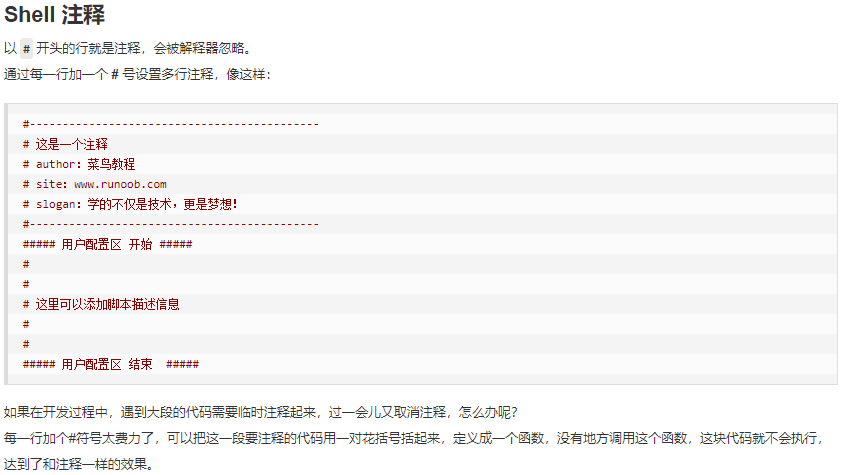 Shell 注释
以 # 开头的行就是注释，会被解释器忽略。
通过每一行加一个 # 号设置多行注释，像这样：
#--------------------------------------------
# 这是一个注释
# author：菜鸟教程
# site：www.runoob.com
# slogan：学的不仅是技术，更是梦想！
#--------------------------------------------
##### 用户配置区 开始 #####
#
#
# 这里可以添加脚本描述信息
#
#
##### 用户配置区 结束  #####
如果在开发过程中，遇到大段的代码需要临时注释起来，过一会儿又取消注释，怎么办呢？
每一行加个#符号太费力了，可以把这一段要注释的代码用一对花括号括起来，定义成一个函数，没有地方调用这个函数，这块代码就不会执行，
达到了和注释一样的效果。